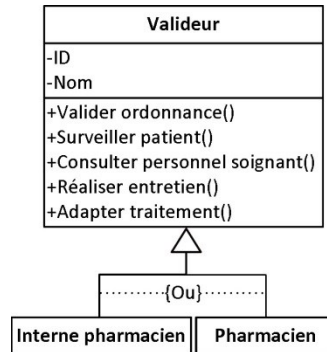 Valideur
-ID
-Nom
+Valider ordonnance()
+Surveiller patient()
+Consulter personnel soignant()
+Réaliser entretien()
+Adapter traitement()
{Ou}
Interne pharmacien
Pharmacien